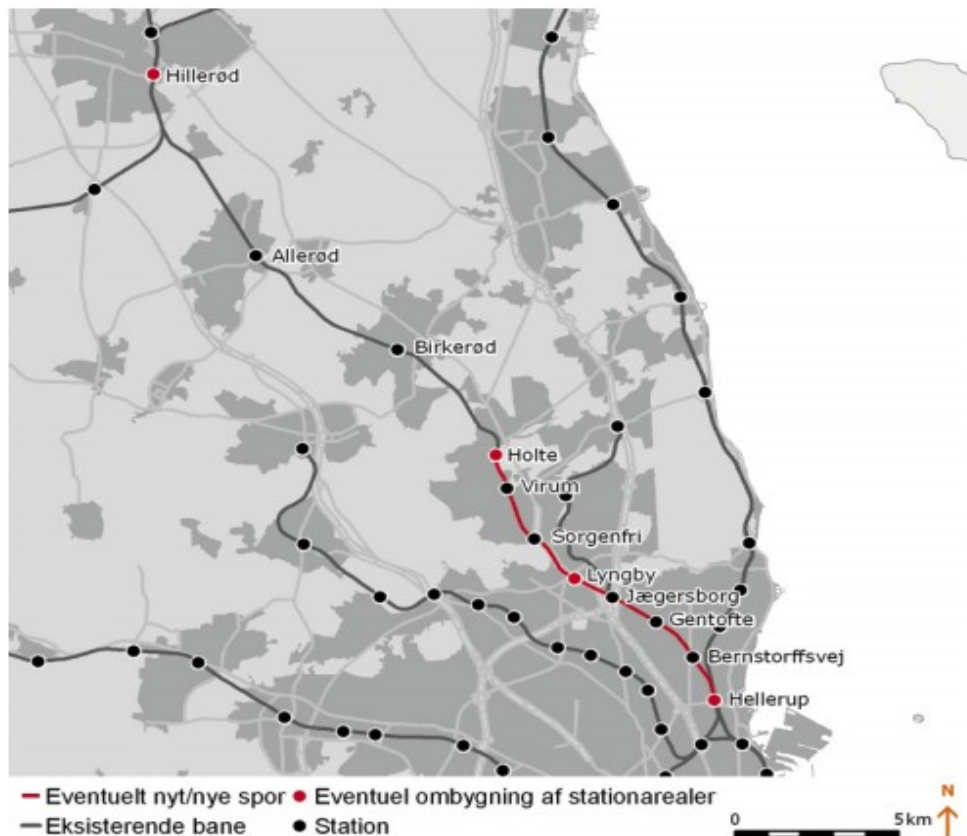 Hillerød
Allerød
Birkerød
Holte
Virum
Sorgenfri
Lyngby
Jægersborg
Gentofte
Bernstorffsvej
Hellerup
Eventuelt nyt/nye spor
Eventuel ombygning af stationarealer
Eksisterende bane
Station
0 5km
N